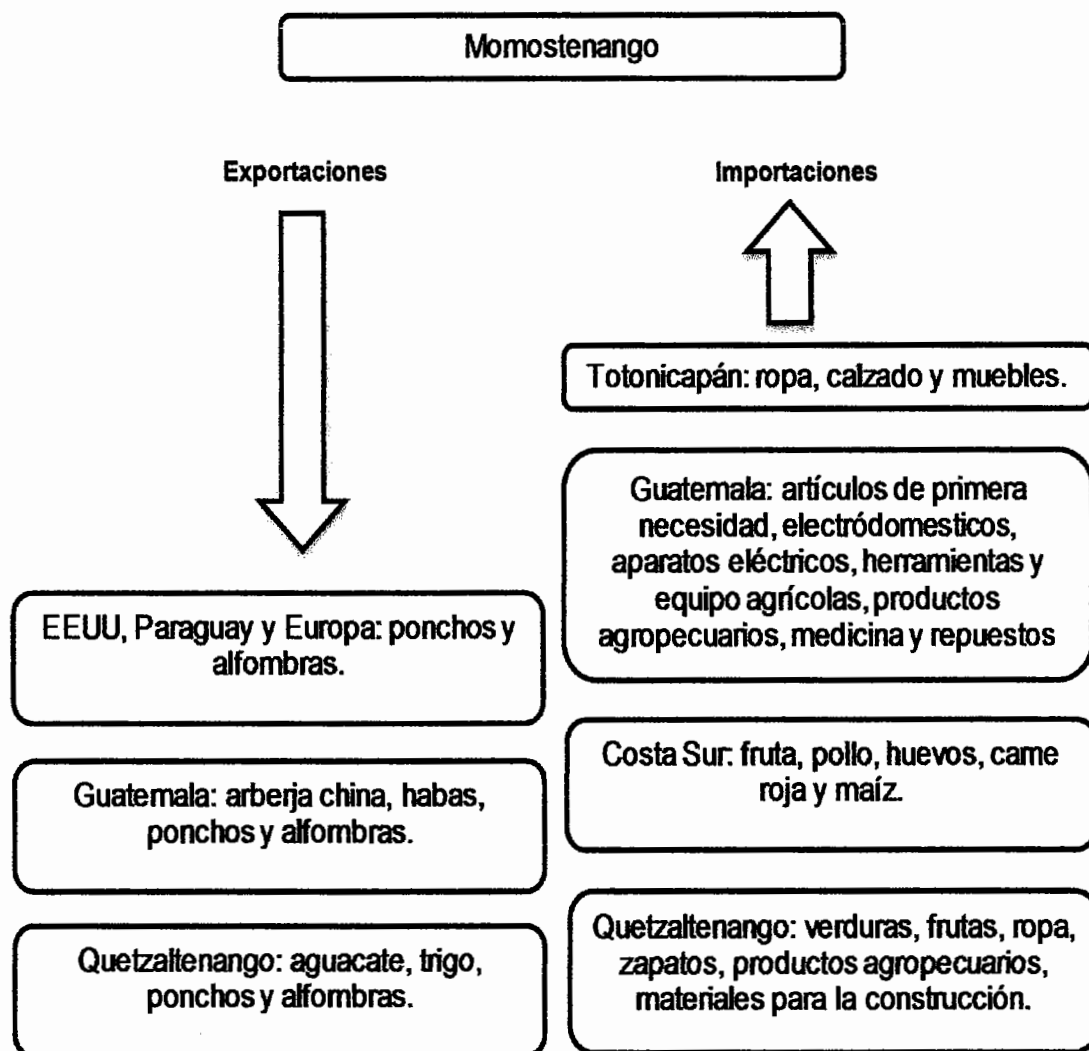 Momostenango
Exportaciones
EEUU, Paraguay y Europa: ponchos y
alfombras.
Guatemala: arberja china, habas,
ponchos y alfombras.
Quetzaltenango: aguacate, trigo,
ponchos y alfombras.
Importaciones
Totonicapán: ropa, calzado y muebles.
Guatemala: artículos de primera
necesidad, electródomesticos,
aparatos eléctricos, herramientas y
equipo agrícolas, productos
agropecuarios, medicina y repuestos
Costa Sur: fruta, pollo, huevos, carne
roja y maíz.
Quetzaltenango: verduras, frutas, ropa,
zapatos, productos agropecuarios,
materiales para la construcción.